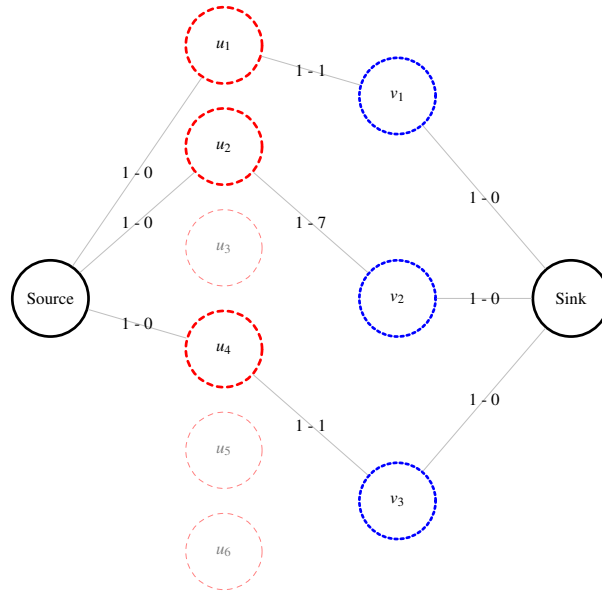 u1
1 - 1
v1
u2
1 - 0
1 - 0
1 - 0
1 - 7
u3
Source
v2
1 - 0
Sink
1 - 0
u4
1 - 0
1 - 1
u5
v3
u6